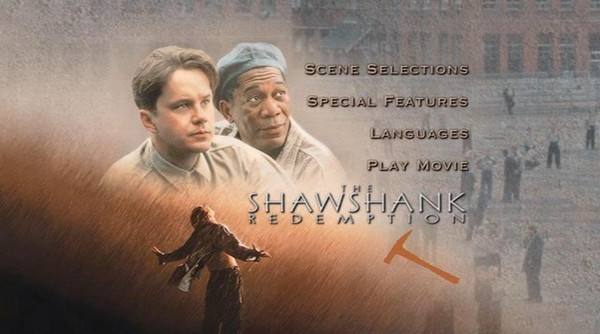 Scene Selections
Special Features
Languages
Play Movie
THE
SHAWSHANK
REDEMPTION